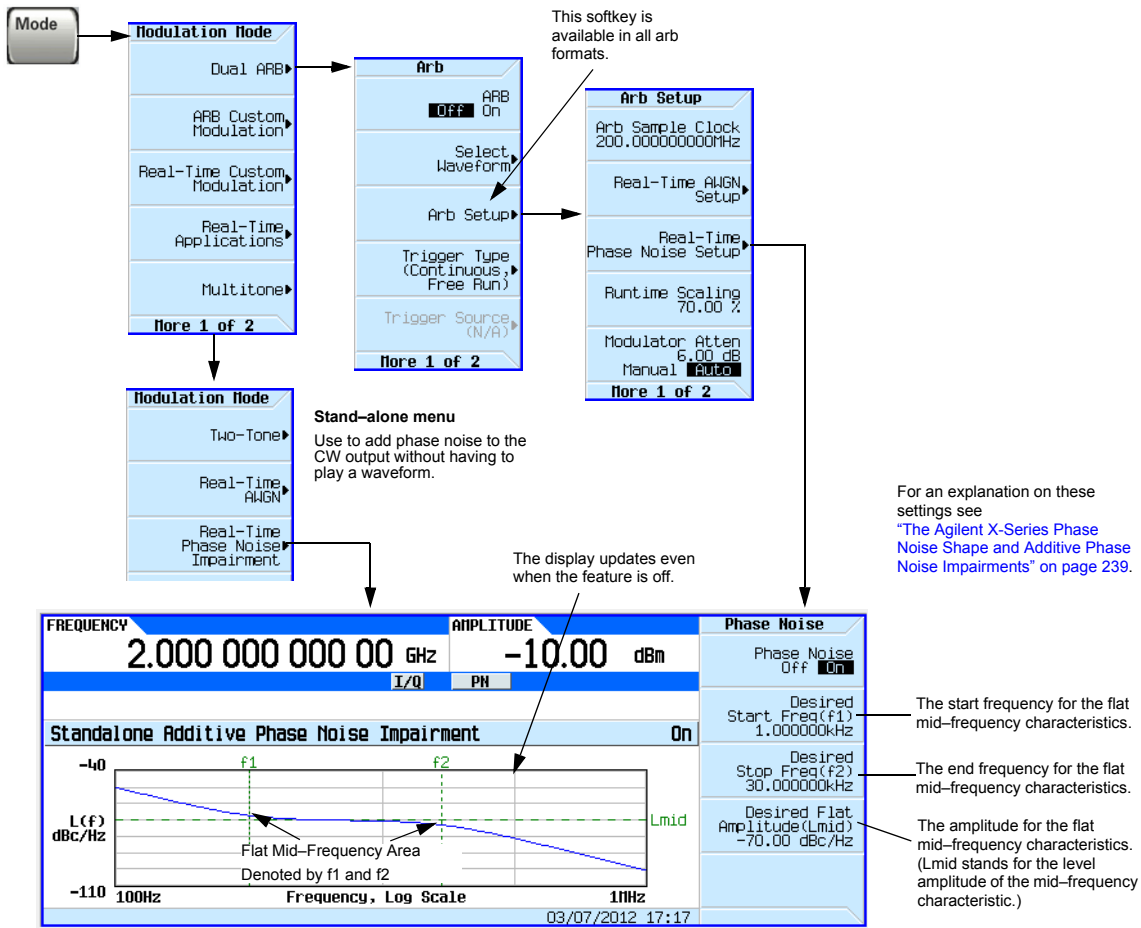 Mode
Modulation Mode
Dual ARB
ARB Custom
Modulation
Real-Time Custom
Modulation
Real-Time
Applications
Multitone
More 1 of 2
This softkey is
available in all arb
formats.
Arb
ARB
Off On
Select
Waveform
Arb Setup
Trigger Type
(Continuous,
Free Run)
Trigger Source
(N/A)
More 1 of 2
Arb Setup
Arb Sample Clock
200.000000000MHz
Real-Time AWGN
Setup
Real-Time
Phase Noise Setup
Runtime Scaling
70.00 %
Modulator Atten
6.00 dB
Manual Auto
More 1 of 2
Modulation Mode
Two-Tone
Real-Time
AWGN
Real-Time
Phase Noise
Impairment
Stand–alone menu
Use to add phase noise to the
CW output without having to
play a waveform.
For an explanation on these
settings see
“The Agilent X-Series Phase
Noise Shape and Additive Phase
Noise Impairments” on page 239.
The display updates even
when the feature is off.
FREQUENCY
2.000 000 000 00 GHz
AMPLITUDE
–10.00 dBm
I/Q PN
Standalone Additive Phase Noise Impairment On
-40
f1 f2
L(f)
dBc/Hz
Lmid
Flat Mid–Frequency Area
Denoted by f1 and f2
-110
100Hz Frequency, Log Scale 1MHz
03/07/2012 17:17
Phase Noise
Phase Noise
Off On
Desired
Start Freq(f1)
1.000000kHz
Desired
Stop Freq(f2)
30.000000kHz
Desired Flat
Amplitude(Lmid)
-70.00 dBc/Hz
The start frequency for the flat
mid–frequency characteristics.
The end frequency for the flat
mid–frequency characteristics.
The amplitude for the flat
mid–frequency characteristics.
(Lmid stands for the level
amplitude of the mid–frequency
characteristic.)